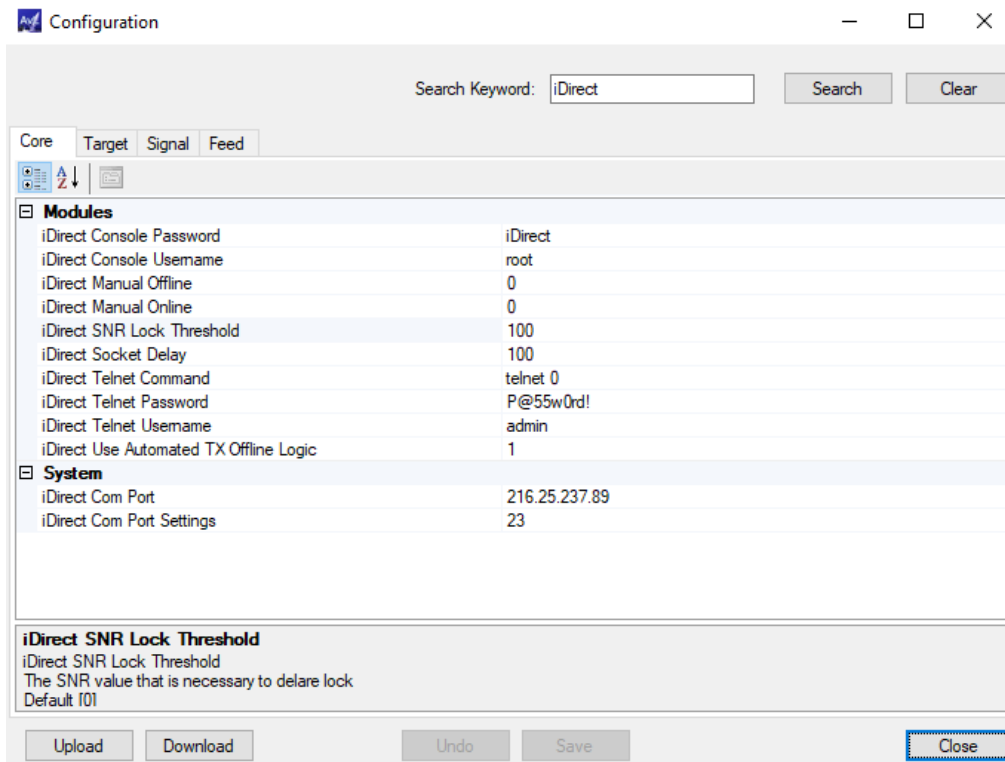 AvL Configuration
Search Keyword: iDirect Search Clear
Core Target Signal Feed
Modules
iDirect Console Password iDirect
iDirect Console Username root
iDirect Manual Offline 0
iDirect Manual Online 0
iDirect SNR Lock Threshold 100
iDirect Socket Delay 100
iDirect Telnet Command telnet 0
iDirect Telnet Password P@55w0rd!
iDirect Telnet Username admin
iDirect Use Automated TX Offline Logic 1
System
iDirect Com Port 216.25.237.89
iDirect Com Port Settings 23
iDirect SNR Lock Threshold
iDirect SNR Lock Threshold
The SNR value that is necessary to delare lock
Default [0]
Upload Download Undo Save Close